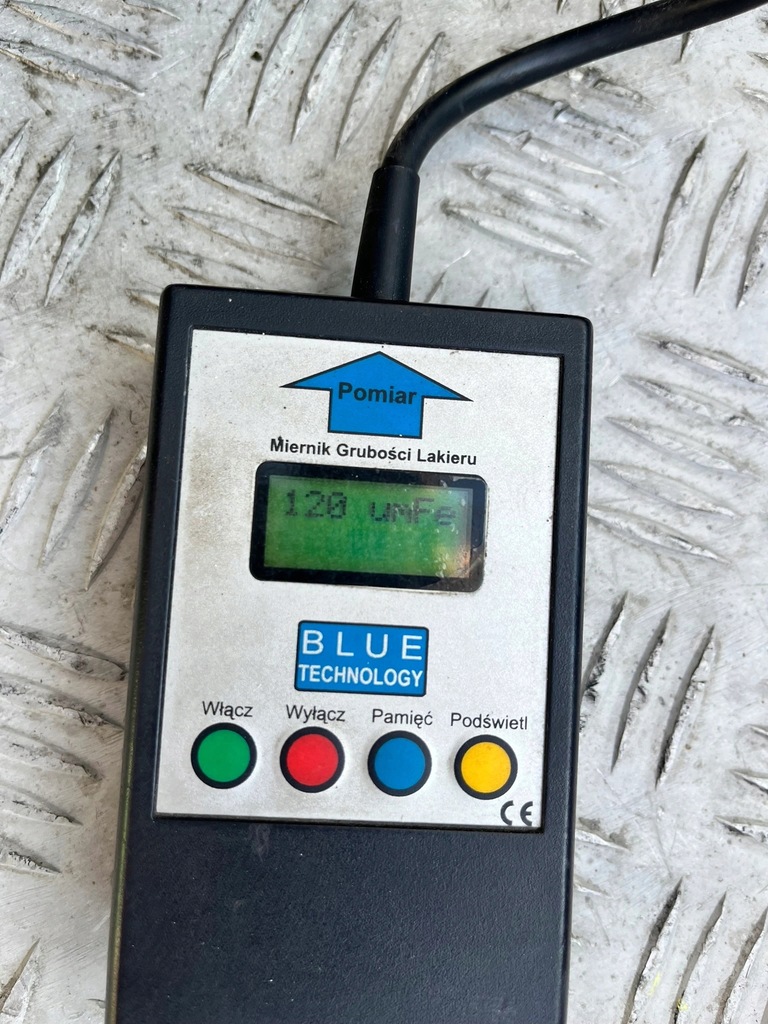 Pomiar
Miernik Grubości Lakieru
120 umFe
BLUE
TECHNOLOGY
Włącz Wyłącz Pamięć Podświetl
CE